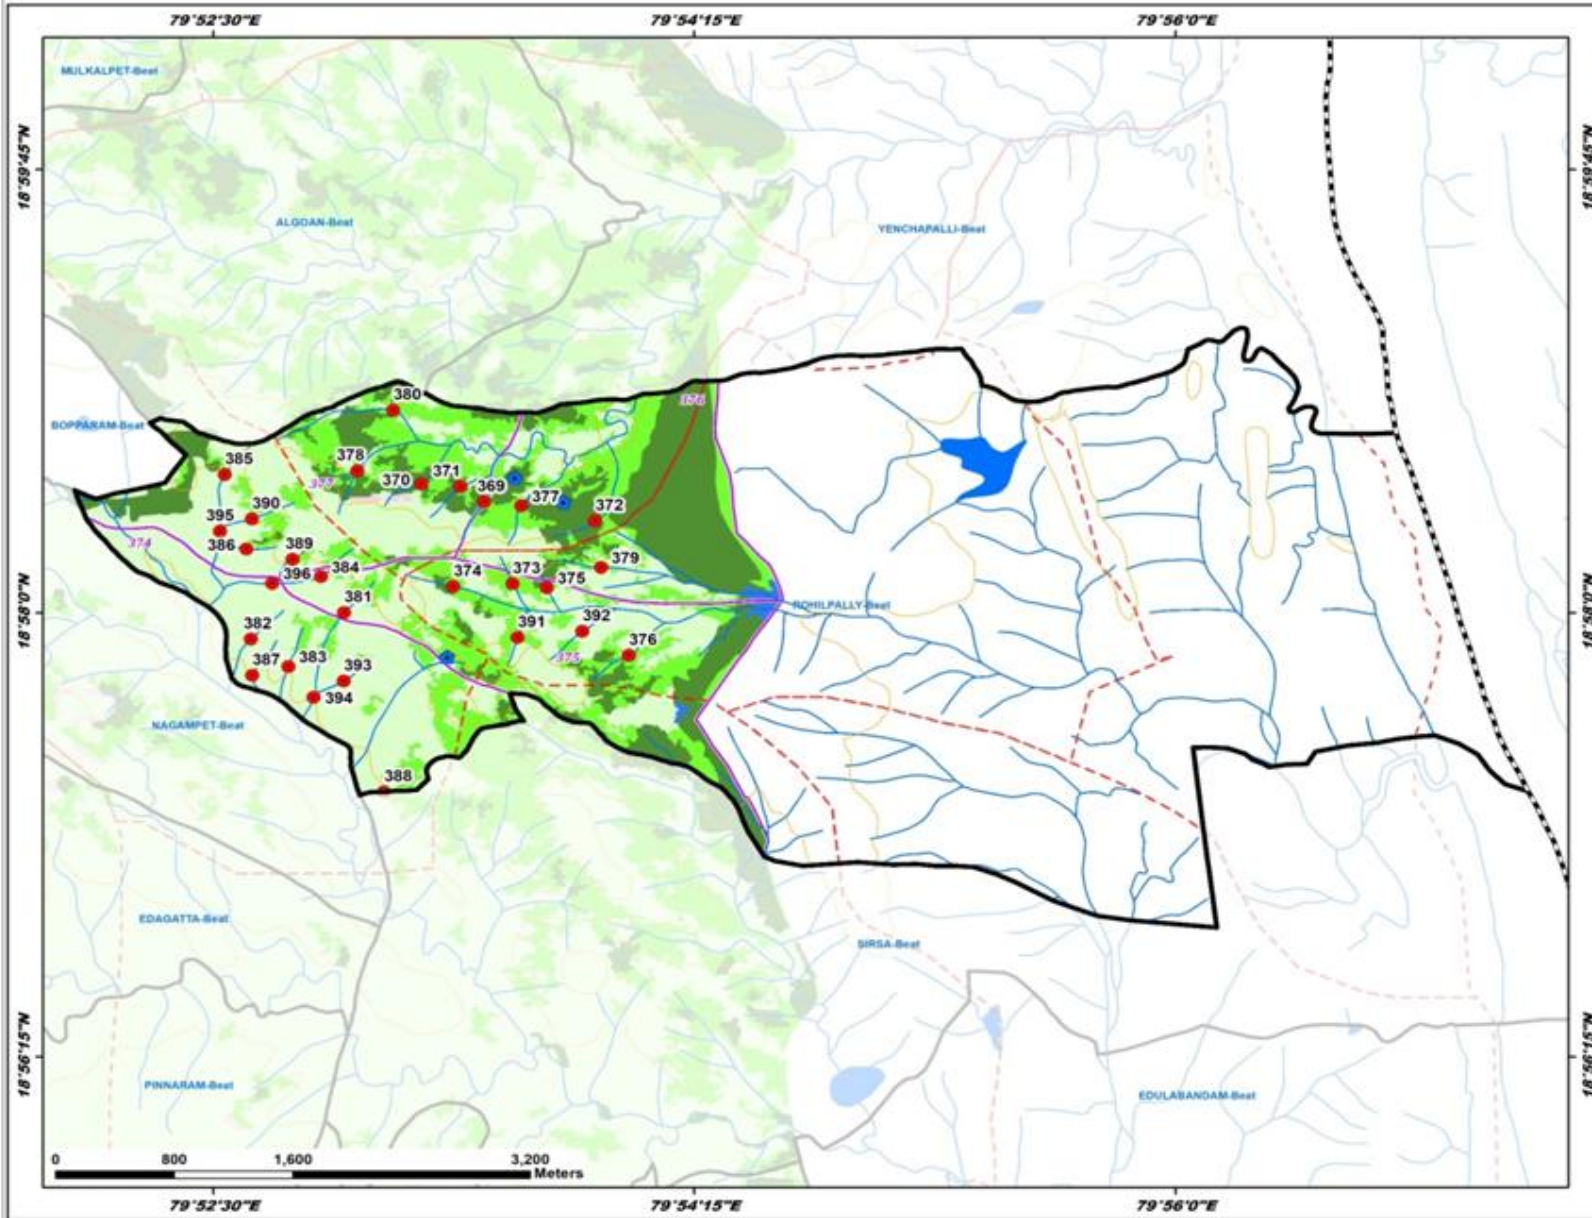 79°52'30"E
79°54'15"E
79°56'0"E
MULKALPET-Beat
18°59'45"N
18°59'45"N
ALGOAN-Beat
YENCHAPALLI-Beat
380
376
BOPPARAM-Beat
385
378
377
370
371
369
377
372
390
395
386
374
389
396
384
374
373
375
379
18°58'0"N
18°58'0"N
381
ROHILPALLY-Beat
382
391
392
376
387
383
393
375
394
NAGAMPET-Beat
388
EDAGATTA-Beat
SIRSA-Beat
18°56'15"N
18°56'15"N
PINNARAM-Beat
EDULABANDAM-Beat
0
800
1,600
3,200
Meters
79°52'30"E
79°54'15"E
79°56'0"E